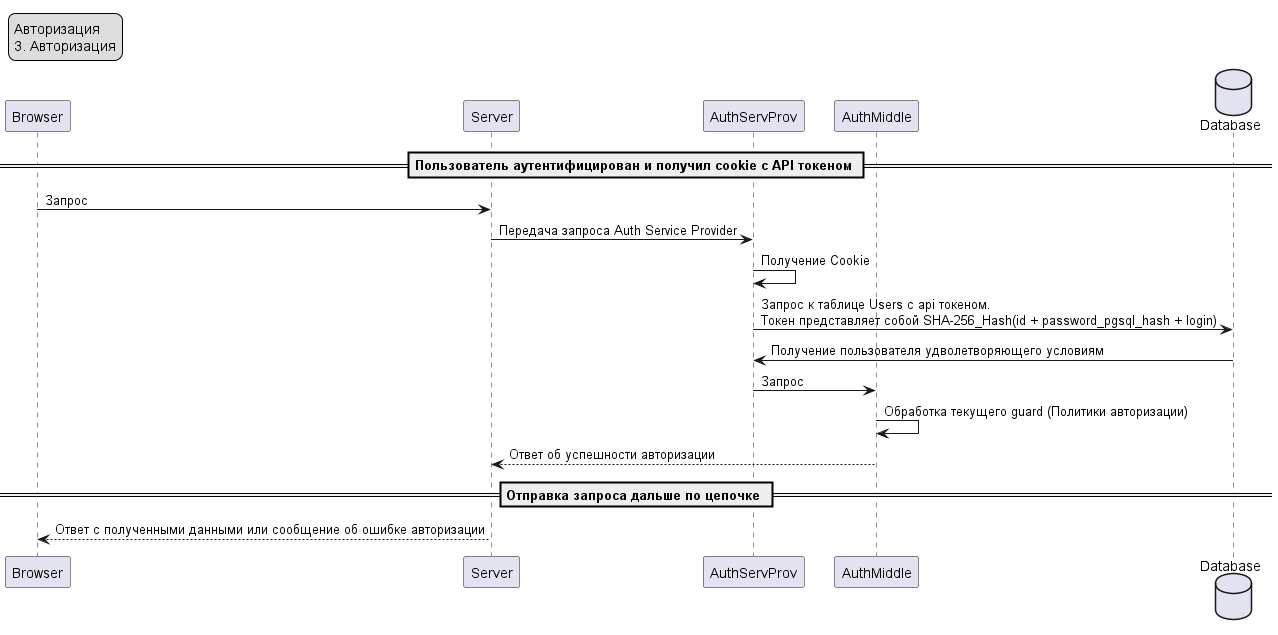 Авторизация
3. Авторизация
Browser
Server
AuthServProv
AuthMiddle
Database
Пользователь аутентифицирован и получил cookie с API токеном
Запрос
Передача запроса Auth Service Provider
Получение Cookie
Запрос к таблице Users с api токеном.
Токен представляет собой SHA-256_Hash(id + password_pgsql_hash + login)
Получение пользователя удволетворяющего условиям
Запрос
Обработка текущего guard (Политики авторизации)
Ответ об успешности авторизации
Отправка запроса дальше по цепочке
Ответ с полученными данными или сообщение об ошибке авторизации
Browser
Server
AuthServProv
AuthMiddle
Database